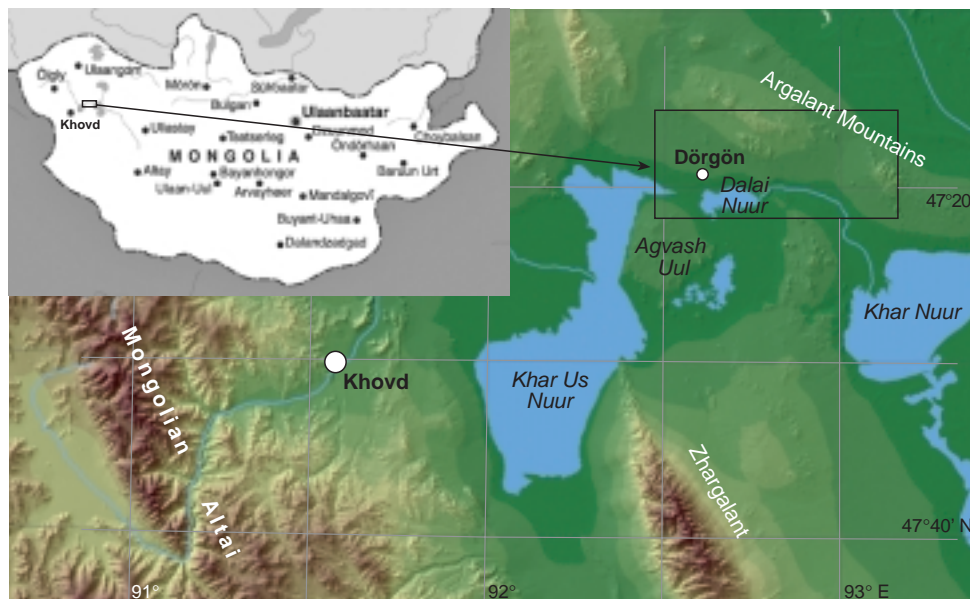 Ulaangom
Ölgiy
Mörön
Sükhbaatar
Bulgan
Ulaanbaatar
Khovd
Uliastay
Tsetserleg
Choybalsan
Öndörhaan
MONGOLIA
Baruun Urt
Altay
Bayanhongor
Ulaan-Uul
Arvayheer
Mandalgovĭ
Buyant-Uhaa
Dalandzadgad
Argalant Mountains
Dörgön
Dalai
Nuur
47°20
Agvash
Uul
Khar Nuur
Mongolian
Altai
Khovd
Khar Us
Nuur
Zhargalant
47°40' N
91°
92°
93° E